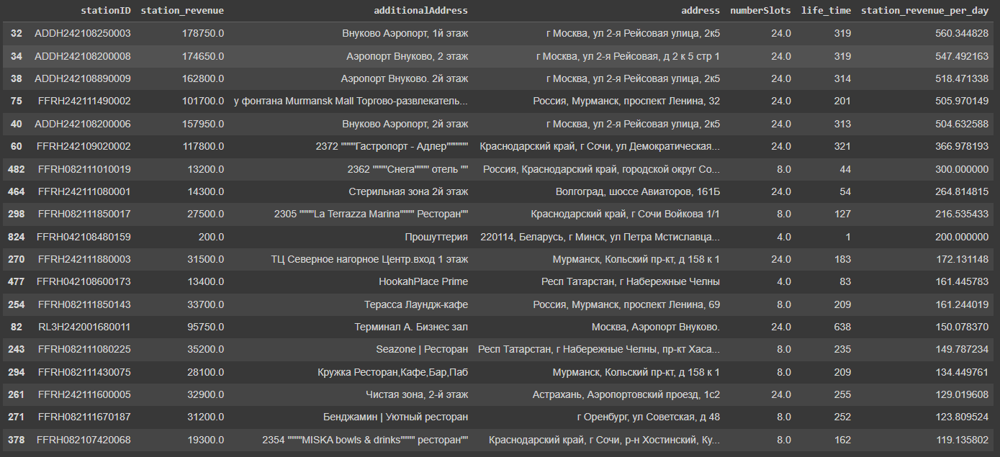 stationID station_revenue additionalAddress address numberSlots life_time station_revenue_per_day
32 ADDH242108250003 178750.0 Внуково Аэропорт, 1й этаж г Москва, ул 2-я Рейсовая улица, 2к5 24.0 319 560.344828
34 ADDH242108200008 174650.0 Аэропорт Внуково, 2 этаж г Москва, ул 2-я Рейсовая, д 2 к 5 стр 1 24.0 319 547.492163
38 ADDH242108890009 162800.0 Аэропорт Внуково. 2й этаж г Москва, ул 2-я Рейсовая улица, 2к5 24.0 314 518.471338
75 FFRH242111490002 101700.0 у фонтана Murmansk Mall Торгово-развлекатель... Россия, Мурманск, проспект Ленина, 32 24.0 201 505.970149
40 ADDH242108200006 157950.0 Внуково Аэропорт, 2й этаж г Москва, ул 2-я Рейсовая улица, 2к5 24.0 313 504.632588
60 FFRH242109020002 117800.0 2372 """"Гастропорт - Адлер"""""" Краснодарский край, г Сочи, ул Демократическая... 24.0 321 366.978193
482 FFRH082111010019 13200.0 2362 """"Снега"""" отель "" Россия, Краснодарский край, городской округ Со... 8.0 44 300.000000
464 FFRH242111080001 14300.0 Стерильная зона 2й этаж Волгоград, шоссе Авиаторов, 161Б 24.0 54 264.814815
298 FFRH082111850017 27500.0 2305 """"La Terrazza Marina"""" Ресторан"" Краснодарский край, г Сочи Войкова 1/1 8.0 127 216.535433
824 FFRH042108480159 200.0 Прошуттерия 220114, Беларусь, г Минск, ул Петра Мстиславца... 4.0 1 200.000000
270 FFRH242111880003 31500.0 ТЦ Северное нагорное Центр.вход 1 этаж Мурманск, Кольский пр-кт, д 158 к 1 24.0 183 172.131148
477 FFRH042108600173 13400.0 HookahPlace Prime Респ Татарстан, г Набережные Челны 4.0 83 161.445783
254 FFRH082111850143 33700.0 Терасса Лаундж-кафе Россия, Мурманск, проспект Ленина, 69 8.0 209 161.244019
82 RL3H242001680011 95750.0 Терминал А. Бизнес зал Москва, Аэропорт Внуково. 24.0 638 150.078370
243 FFRH082111080225 35200.0 Seazone | Ресторан Респ Татарстан, г Набережные Челны, пр-кт Хаса... 8.0 235 149.787234
294 FFRH082111430075 28100.0 Кружка Ресторан,Кафе,Бар,Паб Мурманск, Кольский пр-кт, д 158 к 1 8.0 209 134.449761
261 FFRH242111600005 32900.0 Чистая зона, 2-й этаж Астрахань, Аэропортовский проезд, 1с2 24.0 255 129.019608
271 FFRH082111670187 31200.0 Бенджамин | Уютный ресторан г Оренбург, ул Советская, д 48 8.0 252 123.809524
378 FFRH082107420068 19300.0 2354 """"MISKA bowls & drinks"""" ресторан"" Краснодарский край, г Сочи, р-н Хостинский, Ку... 8.0 162 119.135802